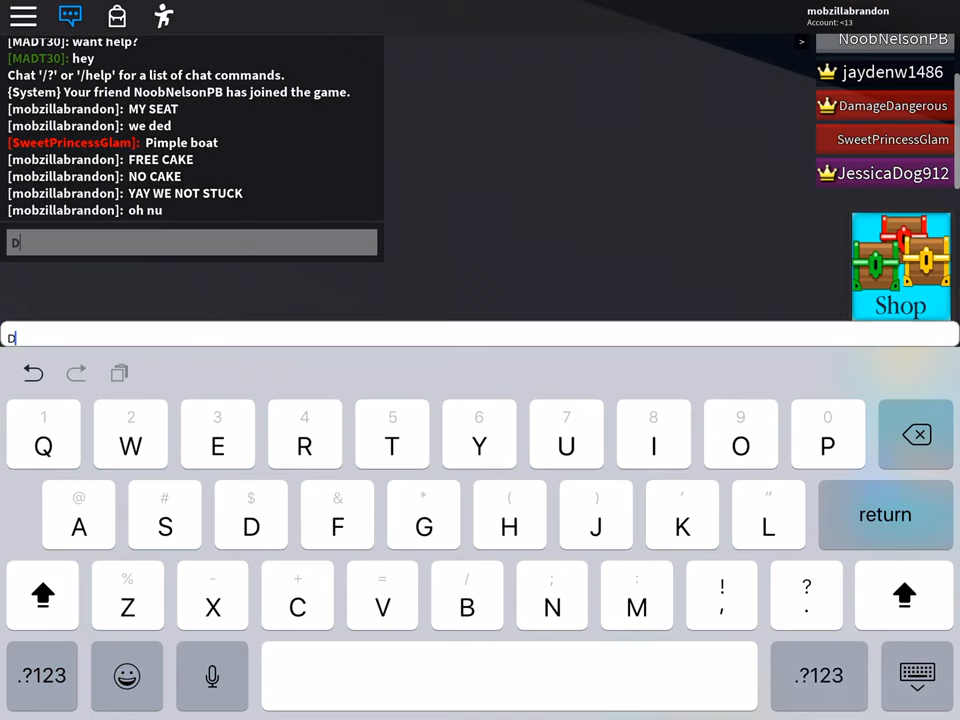 mobzillabrandon
Account: <13
[MADT30]: want help?
[MADT30]: hey
Chat '/?' or '/help' for a list of chat commands.
{System} Your friend NoobNelsonPB has joined the game.
[mobzillabrandon]: MY SEAT
[mobzillabrandon]: we ded
[SweetPrincessGlam]: Pimple boat
[mobzillabrandon]: FREE CAKE
[mobzillabrandon]: NO CAKE
[mobzillabrandon]: YAY WE NOT STUCK
[mobzillabrandon]: oh nu
D
>
NoobNelsonPB
jaydenw1486
DamageDangerous
SweetPrincessGlam
JessicaDog912
Shop
D
1 2 3 4 5 6 7 8 9 0
Q W E R T Y U I O P
@ # $ & * ( ) ' "
A S D F G H J K L return
% - + = / ; : ! ?
Z X C V B N M , .
.?123 .?123